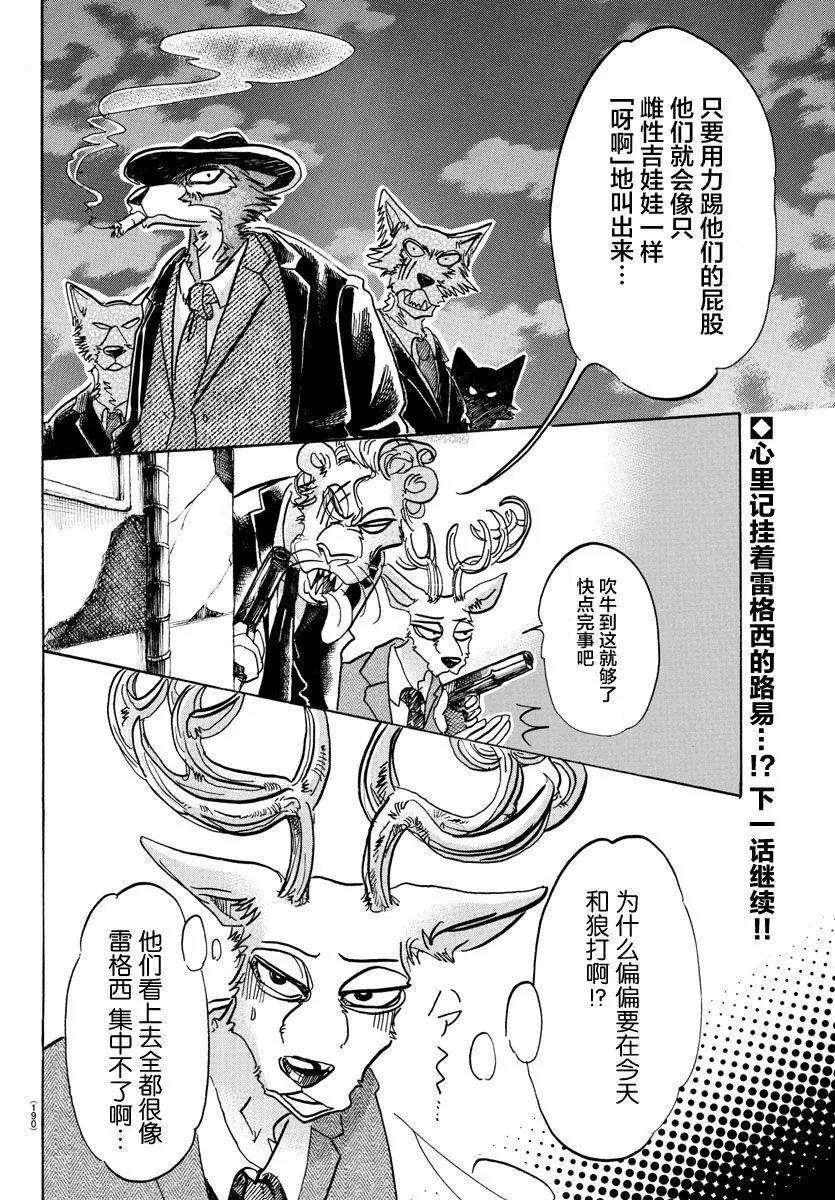 只要用力踢他们的屁股
他们就会像只
雌性吉娃娃一样
「呀啊」地叫出来…
吹牛到这就够了
快点完事吧
◆心里记挂着雷格西的路易…!? 下一话继续!!
为什么偏偏要在今天
和狼打啊!?
ハァ〜
他们看上去全都很像
雷格西 集中不了啊…
(190)